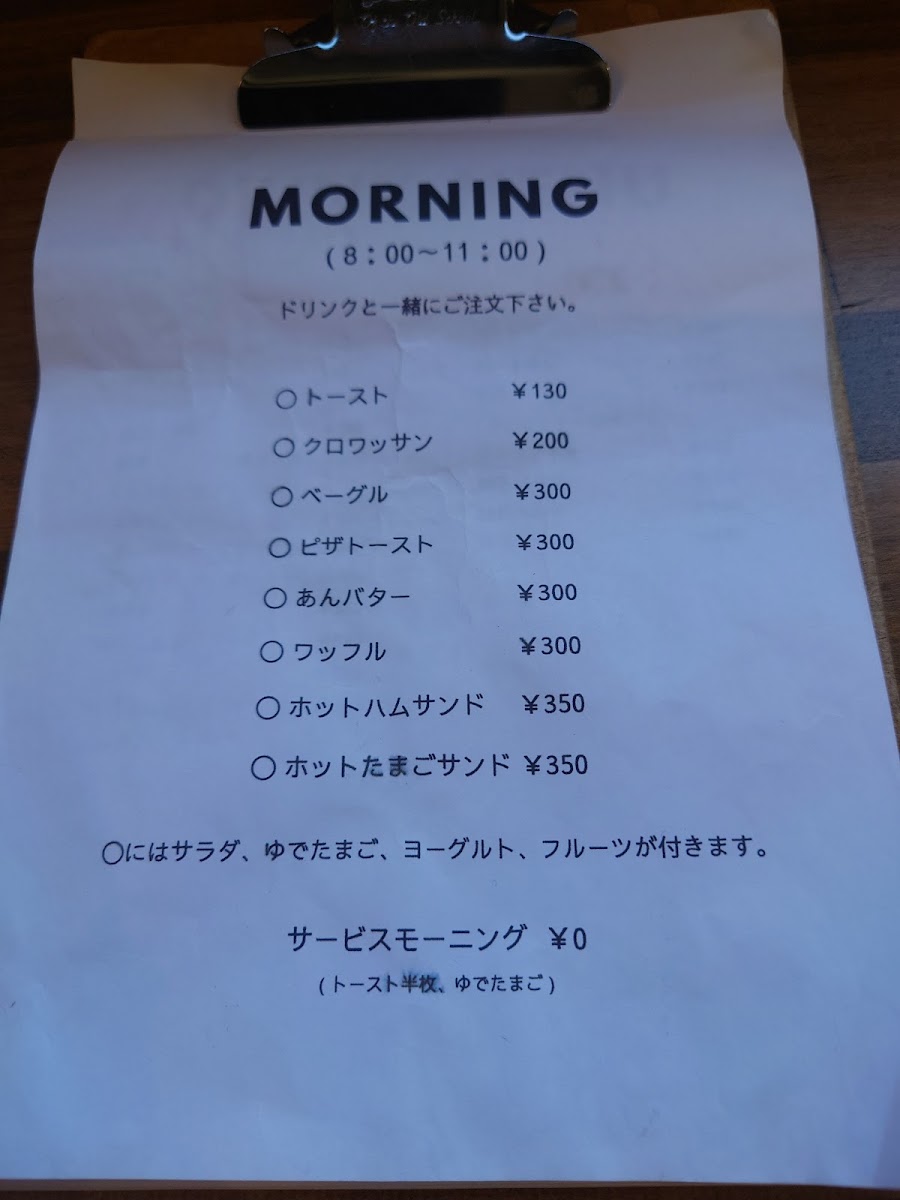 MORNING
(8:00〜11:00)
ドリンクと一緒にご注文下さい。
○トースト ¥130
○クロワッサン ¥200
○ベーグル ¥300
○ピザトースト ¥300
○あんバター ¥300
○ワッフル ¥300
○ホットハムサンド ¥350
○ホットたまごサンド ¥350
○にはサラダ、ゆでたまご、ヨーグルト、フルーツが付きます。
サービスモーニング ¥0
(トースト半枚、ゆでたまご)